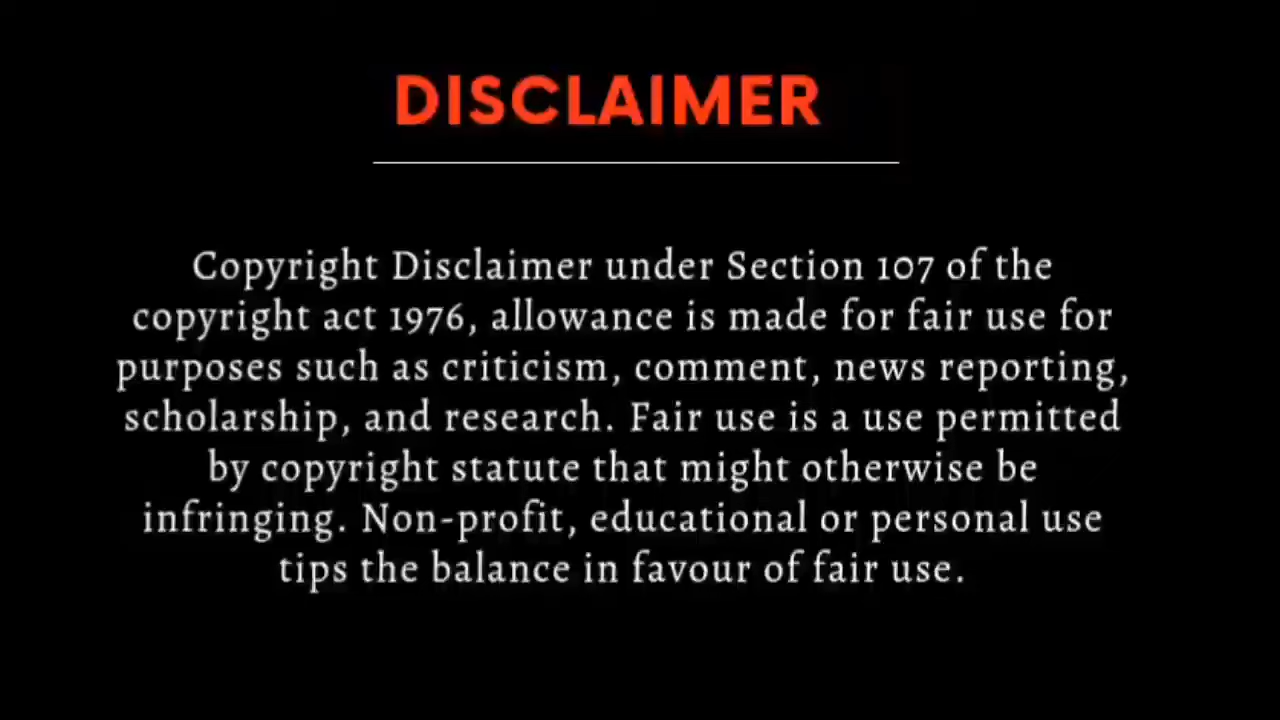 DISCLAIMER
Copyright Disclaimer under Section 107 of the
copyright act 1976, allowance is made for fair use for
purposes such as criticism, comment, news reporting,
scholarship, and research. Fair use is a use permitted
by copyright statute that might otherwise be
infringing. Non-profit, educational or personal use
tips the balance in favour of fair use.